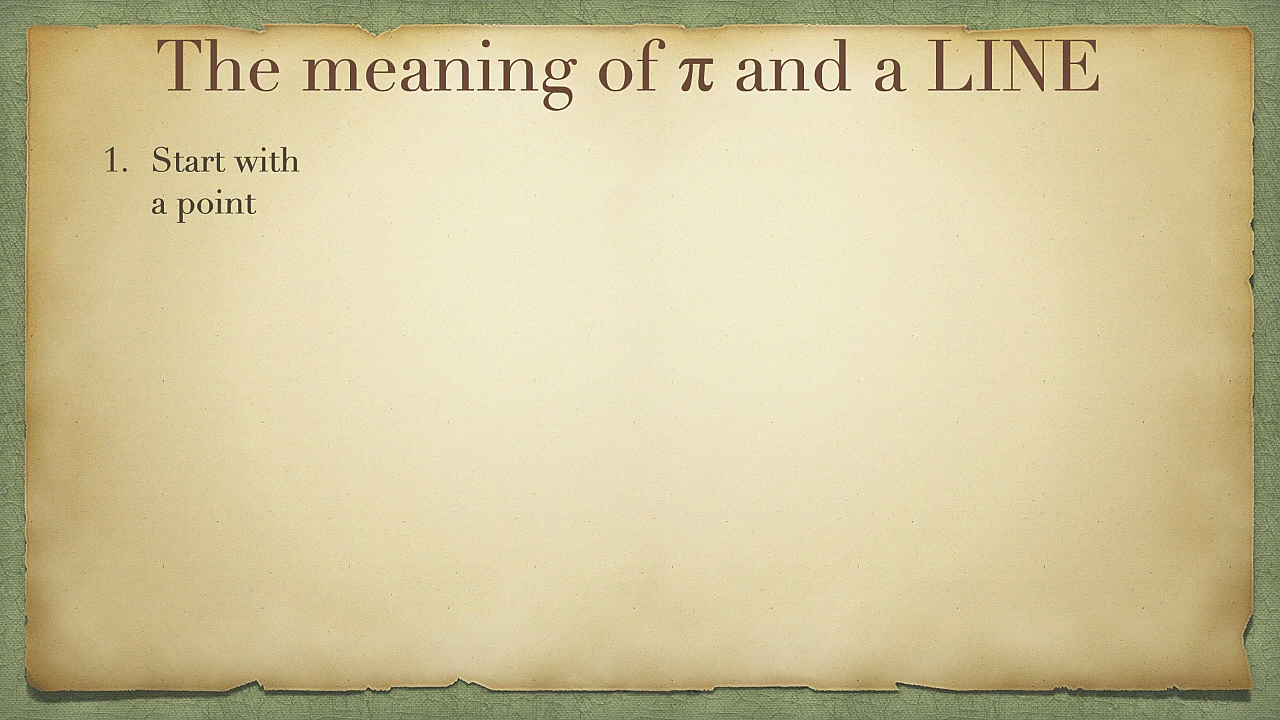 The meaning of π and a LINE
1. Start with
a point